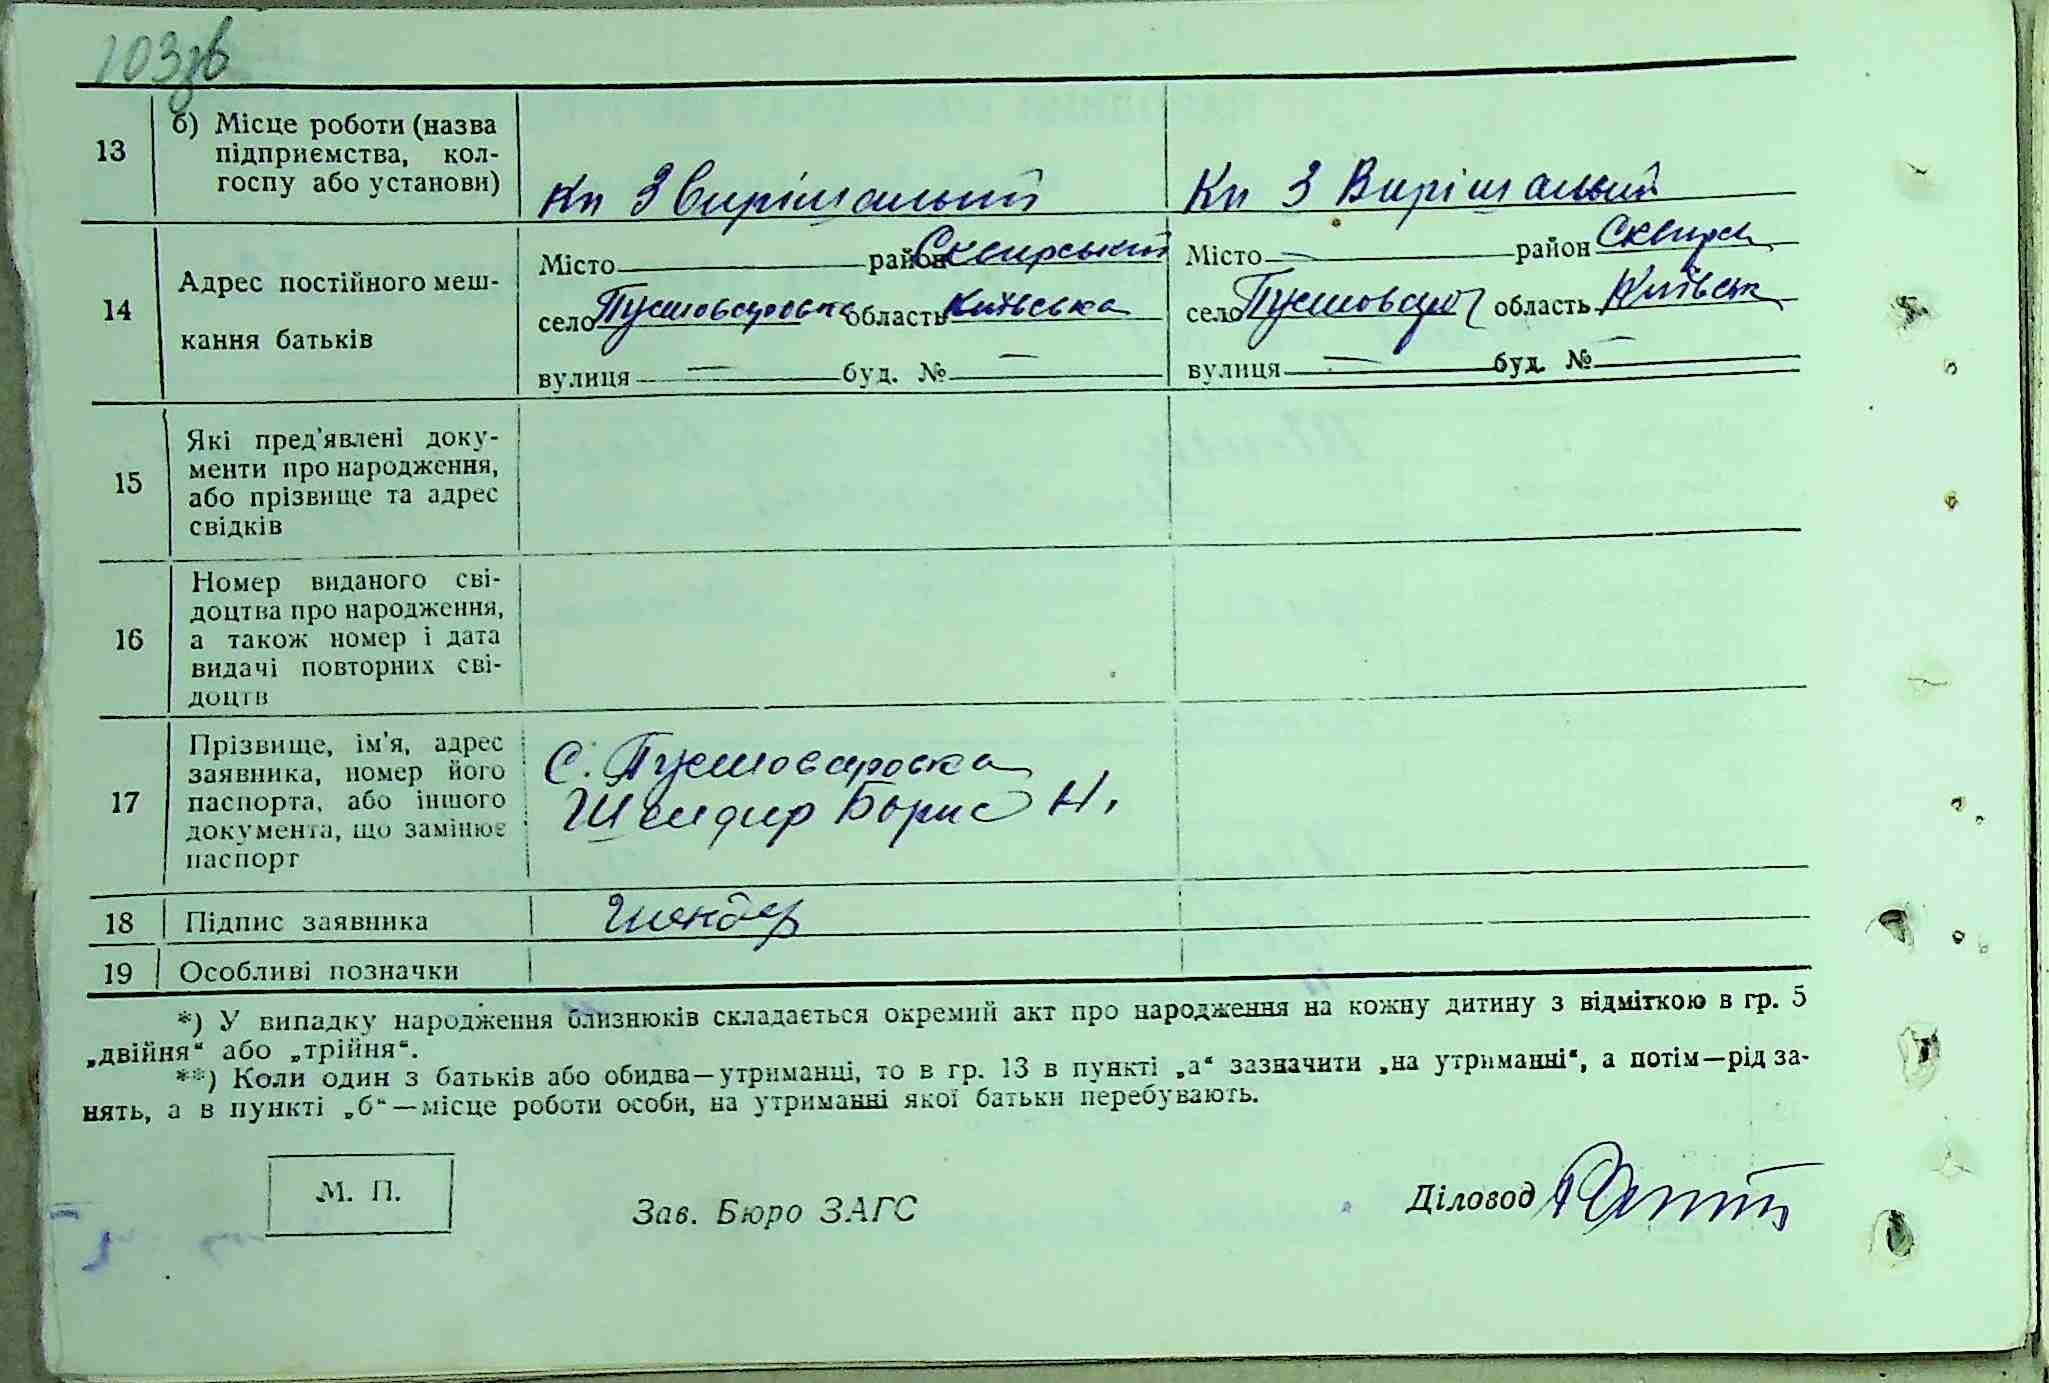 103зв
13 б) Місце роботи (назва
підприємства, кол-
госпу або установи)
Кп 3 Вирішальний Кп 3 Вирішальний
14 Адрес постійного меш-
кання батьків
Місто — район Сквирський Місто — район Сквирс
село Пустоварівка область Київська село Пустовар область Київськ
вулиця — буд. № — вулиця — буд. № —
15 Які пред'явлені доку-
менти про народження,
або прізвище та адрес
свідків
16 Номер виданого сві-
доцтва про народження,
а також номер і дата
видачі повторних сві-
доцтв
17 Прізвище, ім'я, адрес
заявника, номер його
паспорта, або іншого
документа, що замінює
паспорт
С. Пустоваровка
Шендир Борис Н.
18 Підпис заявника Шендер
19 Особливі позначки
*) У випадку народження близнюків складається окремий акт про народження на кожну дитину з відміткою в гр. 5
„двійня“ або „трійня“.
**) Коли один з батьків або обидва—утриманці, то в гр. 13 в пункті „а“ зазначити „на утриманні“, а потім—рід за-
нять, а в пункті „б“—місце роботи особи, на утриманні якої батьки перебувають.
М. П. Зав. Бюро ЗАГС Діловод